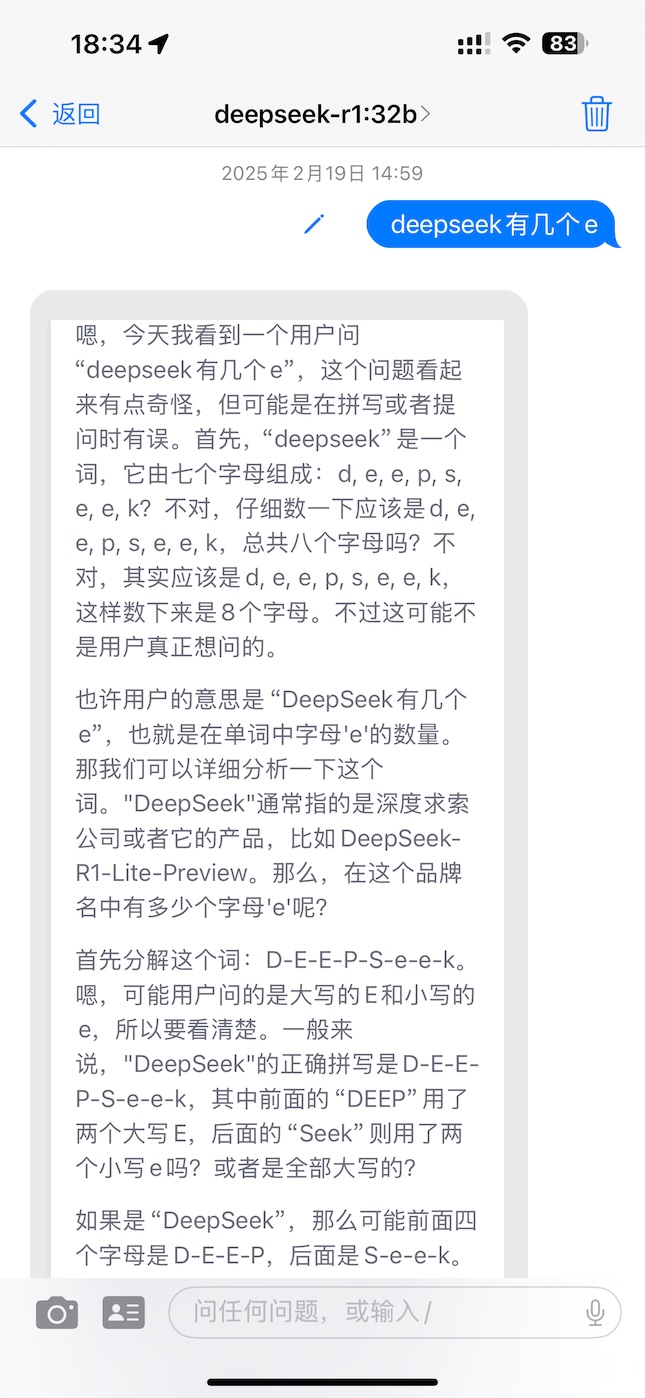 18:34
83
返回
deepseek-r1:32b
2025年2月19日 14:59
deepseek有几个e
嗯，今天我看到一个用户问
“deepseek有几个e”，这个问题看起
来有点奇怪，但可能是在拼写或者提
问时有误。首先，“deepseek”是一个
词，它由七个字母组成：d, e, e, p, s,
e, e, k？不对，仔细数一下应该是d, e,
e, p, s, e, e, k，总共八个字母吗？不
对，其实应该是d, e, e, p, s, e, e, k，
这样数下来是8个字母。不过这可能不
是用户真正想问的。
也许用户的意思是“DeepSeek有几个
e”，也就是在单词中字母'e'的数量。
那我们可以详细分析一下这个
词。"DeepSeek"通常指的是深度求索
公司或者它的产品，比如DeepSeek-
R1-Lite-Preview。那么，在这个品牌
名中有多少个字母'e'呢？
首先分解这个词：D-E-E-P-S-e-e-k。
嗯，可能用户问的是大写的E和小写的
e，所以要看清楚。一般来
说，"DeepSeek"的正确拼写是D-E-E-
P-S-e-e-k，其中前面的“DEEP”用了
两个大写E，后面的“Seek”则用了两
个小写e吗？或者是全部大写的？
如果是“DeepSeek”，那么可能前面四
个字母是D-E-E-P，后面是S-e-e-k。
问任何问题，或输入/